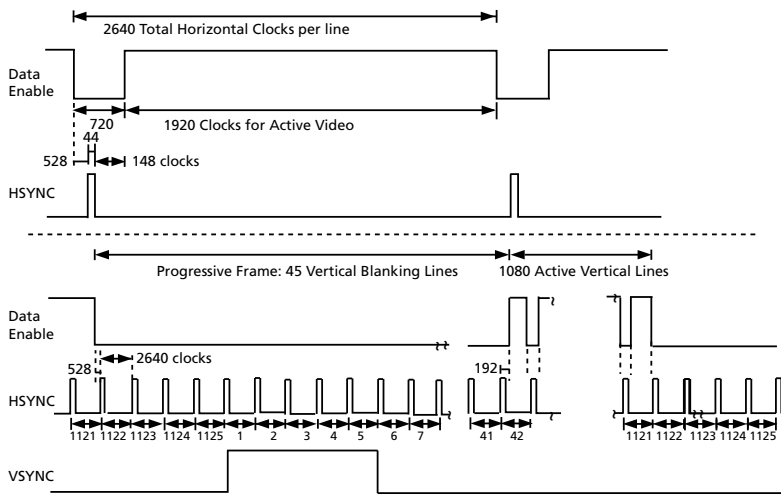 2640 Total Horizontal Clocks per line
Data
Enable
720
1920 Clocks for Active Video
44
528
148 clocks
HSYNC
Progressive Frame: 45 Vertical Blanking Lines
1080 Active Vertical Lines
Data
Enable
528
2640 clocks
192
HSYNC
1121 1122 1123 1124 1125 1 2 3 4 5 6 7 41 42 1121 1122 1123 1124 1125
VSYNC